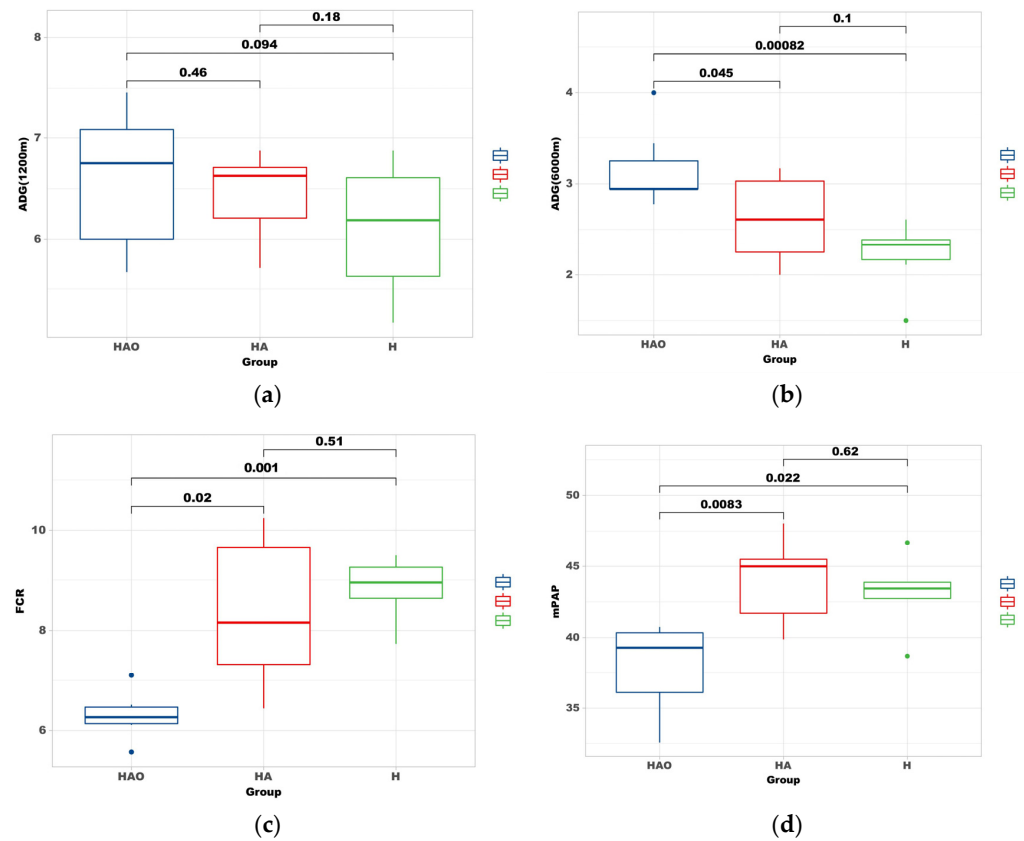 0.18
8
0.094
0.46
7
6
ADG(1200m)
HAO HA H
Group
(a)
0.1
0.00082
0.045
4
3
2
ADG(6000m)
HAO HA H
Group
(b)
0.51
0.001
0.02
10
8
6
FCR
HAO HA H
Group
(c)
0.62
0.022
50
0.0083
45
40
35
mPAP
HAO HA H
Group
(d)